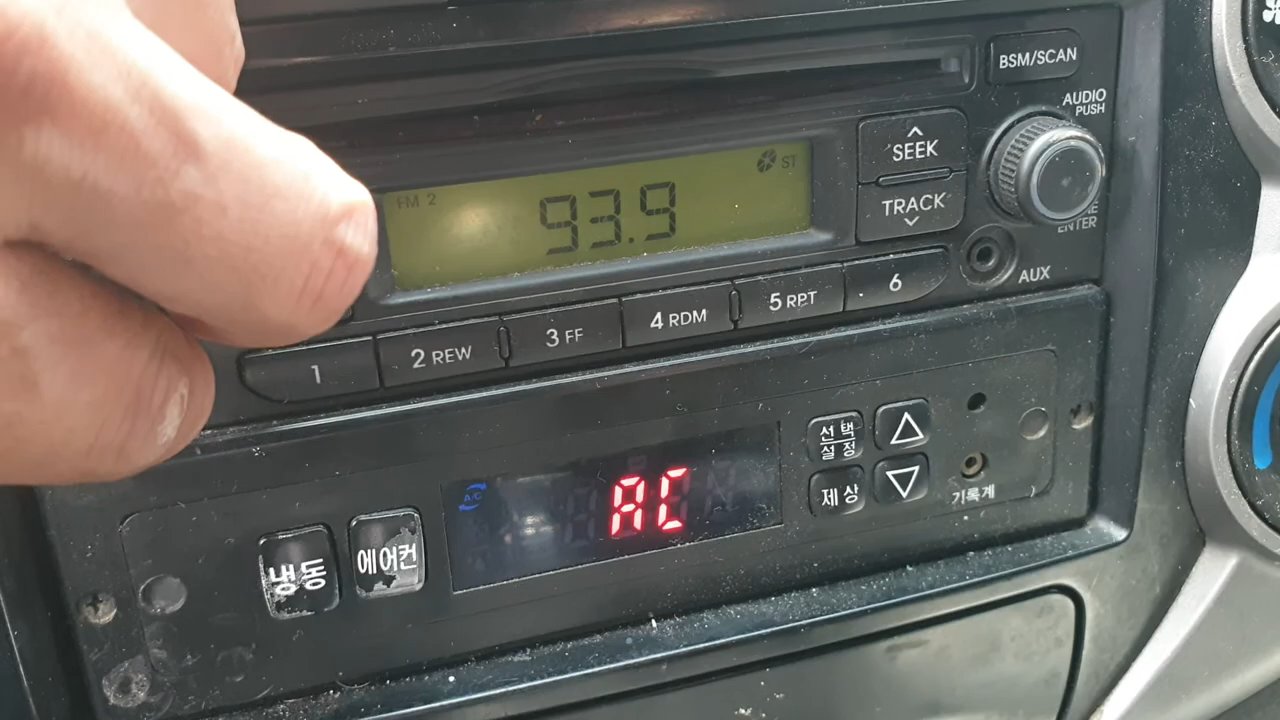 BSM/SCAN
AUDIO
PUSH
SEEK
TRACK
FM 2
ST
93.9
ENTER
AUX
1
2 REW
3 FF
4 RDM
5 RPT
6
선택
설정
제상
기록계
A/C
AC
냉동
에어컨